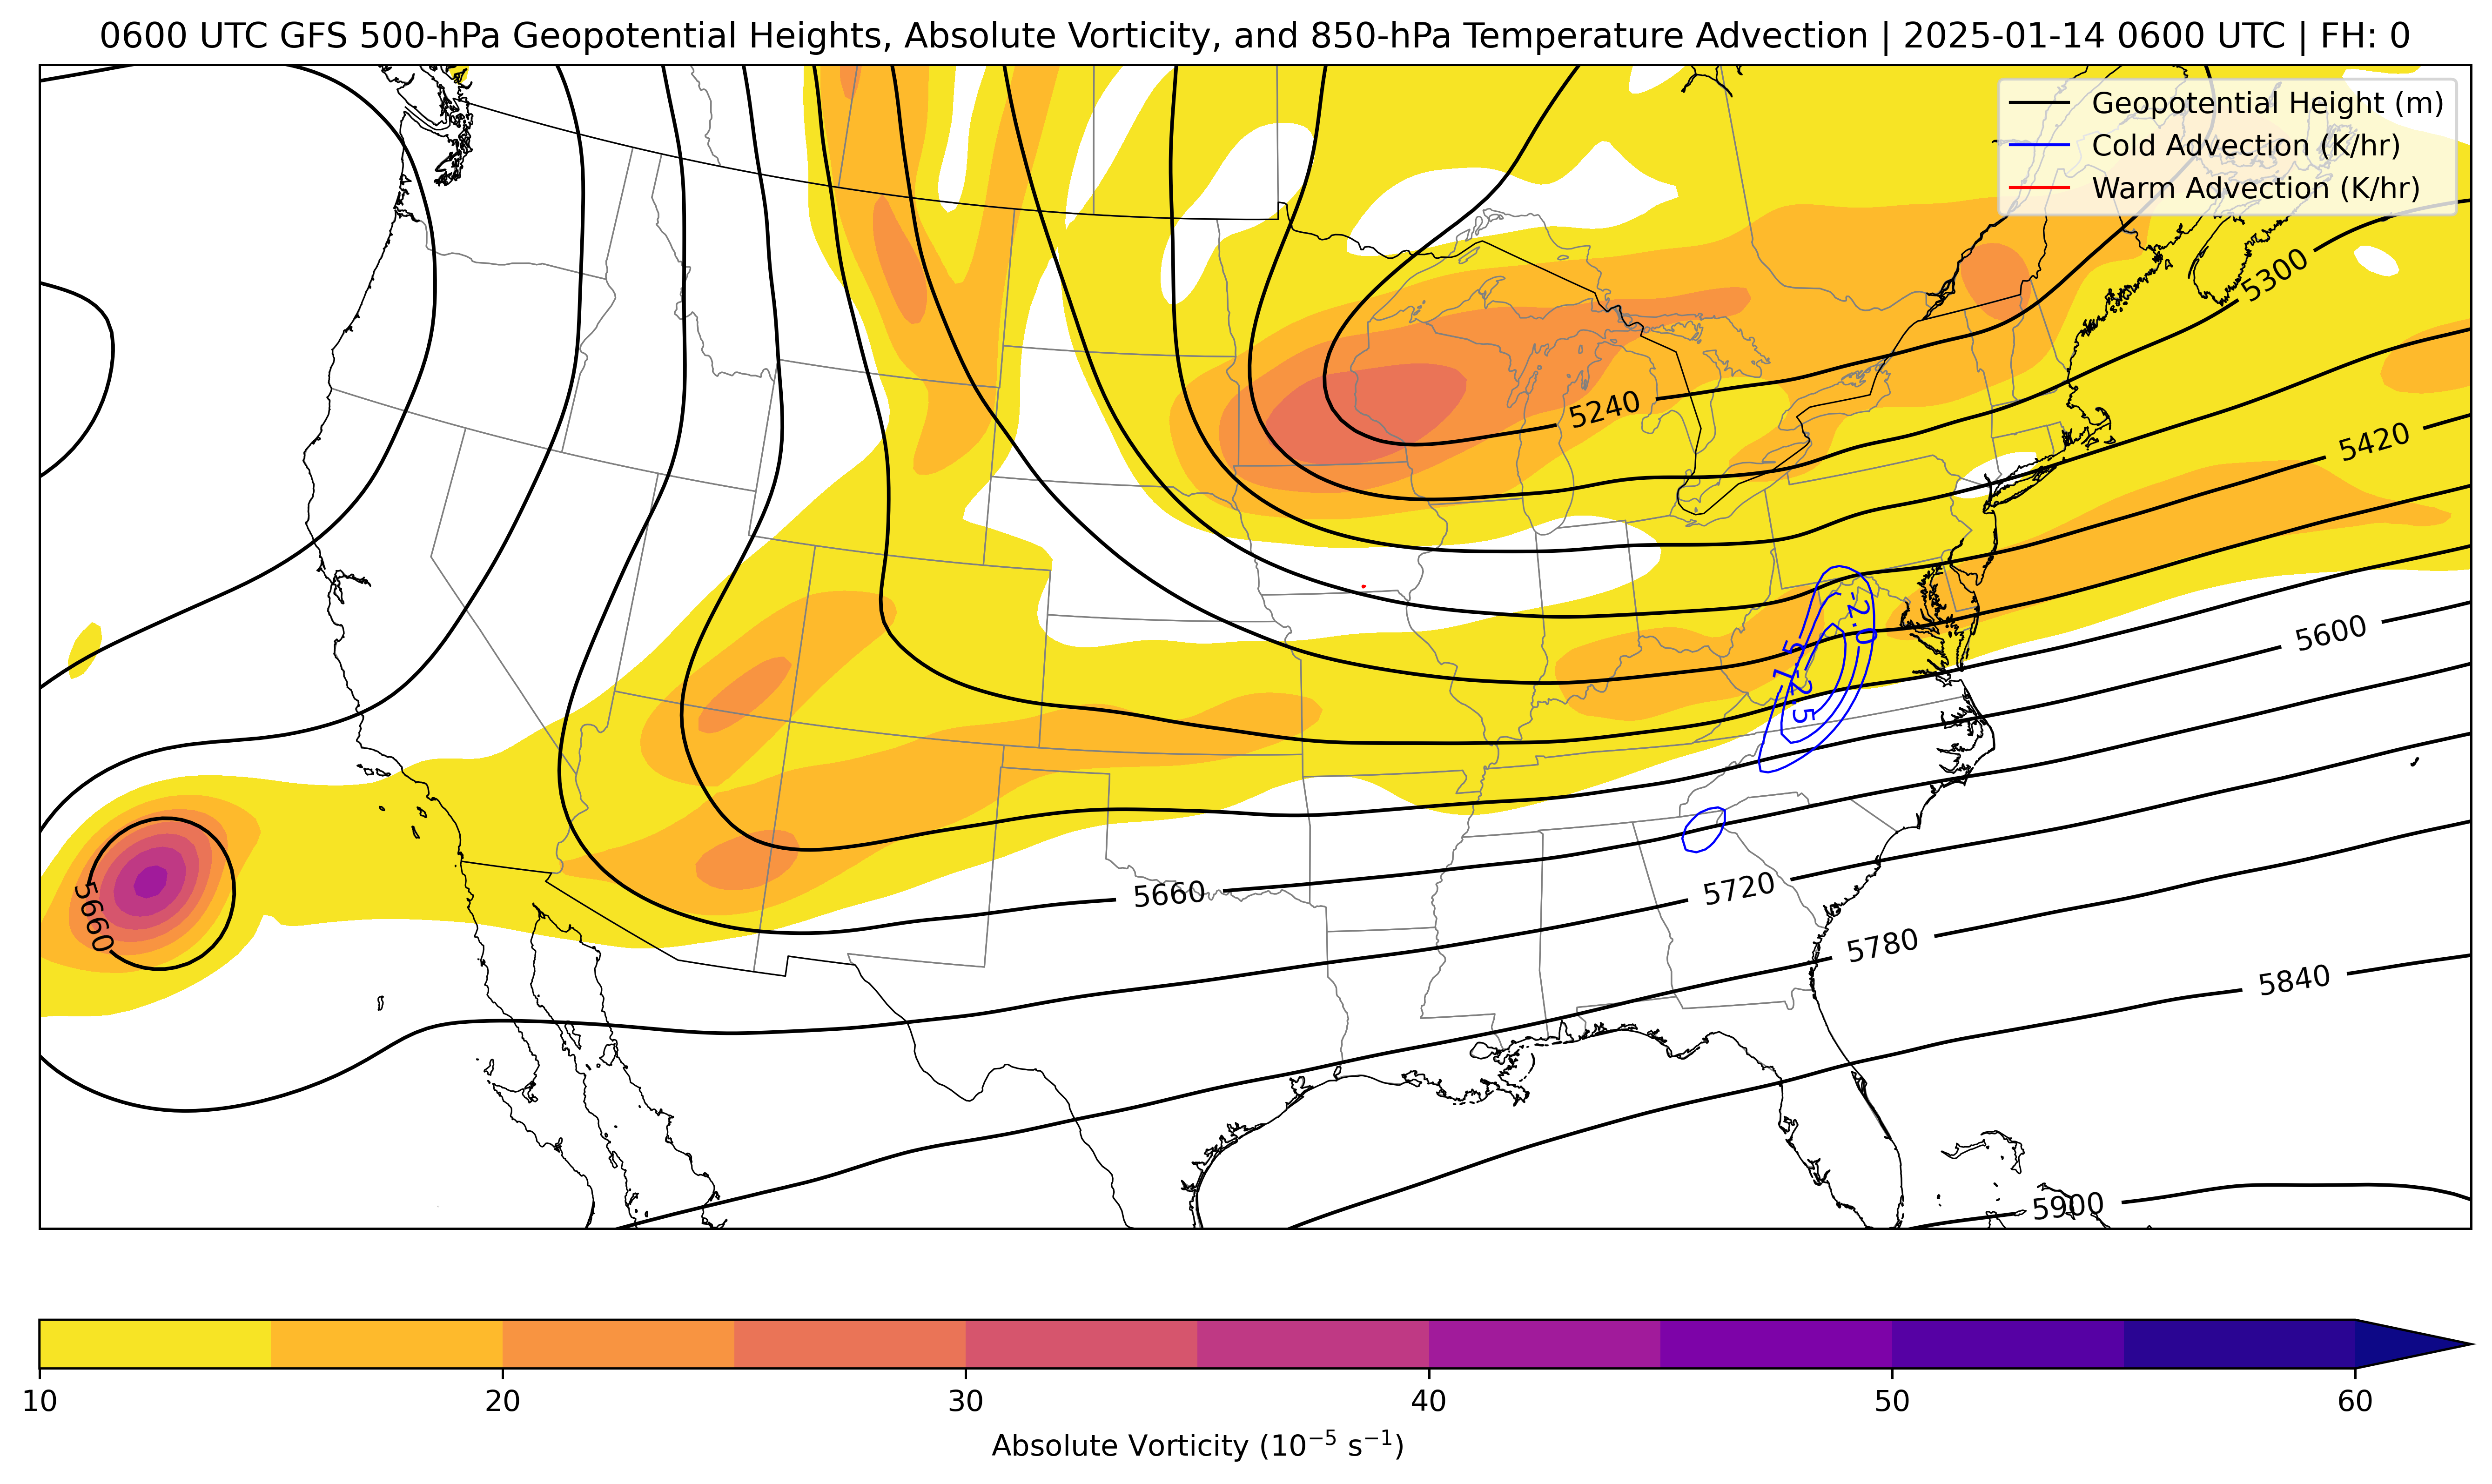 0600 UTC GFS 500-hPa Geopotential Heights, Absolute Vorticity, and 850-hPa Temperature Advection | 2025-01-14 0600 UTC | FH: 0
Geopotential Height (m)
Cold Advection (K/hr)
Warm Advection (K/hr)
5300
5240
5420
-2.0
-1.5
-2.5
5600
5660
5660
5720
5780
5840
5900
10 20 30 40 50 60
Absolute Vorticity (10⁻⁵ s⁻¹)